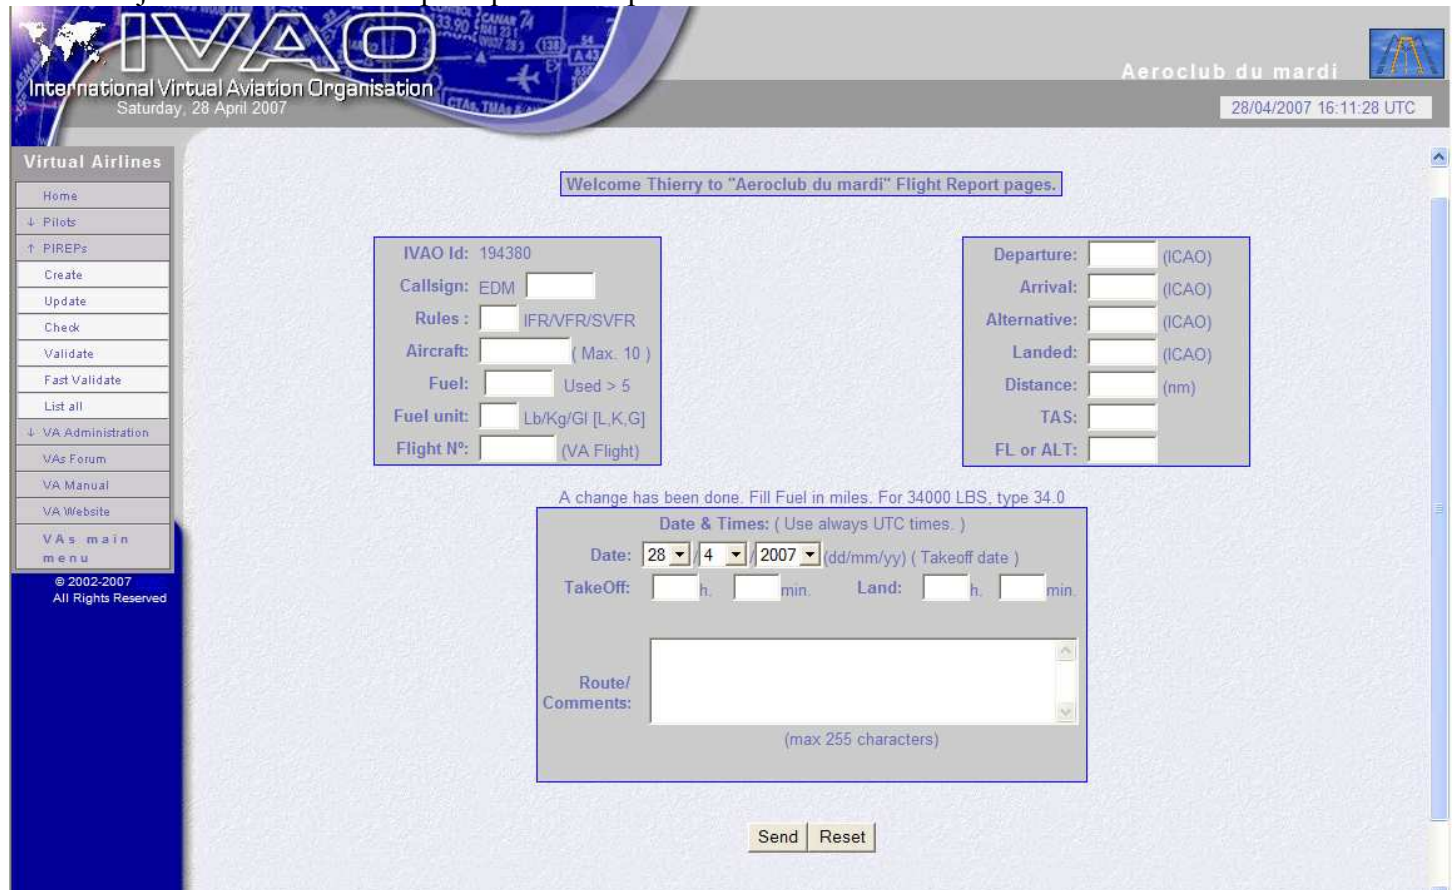 IVAO
International Virtual Aviation Organisation
Saturday, 28 April 2007
Aeroclub du mardi
28/04/2007 16:11:28 UTC
Virtual Airlines
Home
↓ Pilots
↑ PIREPs
Create
Update
Check
Validate
Fast Validate
List all
↓ VA Administration
VAs Forum
VA Manual
VA Website
VAs main
menu
© 2002-2007
All Rights Reserved
Welcome Thierry to "Aeroclub du mardi" Flight Report pages.
IVAO Id: 194380
Callsign: EDM
Rules : IFR/VFR/SVFR
Aircraft: ( Max. 10 )
Fuel: Used > 5
Fuel unit: Lb/Kg/Gl [L,K,G]
Flight Nº: (VA Flight)
Departure: (ICAO)
Arrival: (ICAO)
Alternative: (ICAO)
Landed: (ICAO)
Distance: (nm)
TAS:
FL or ALT:
A change has been done. Fill Fuel in miles. For 34000 LBS, type 34.0
Date & Times: ( Use always UTC times. )
Date: 28 / 4 / 2007 (dd/mm/yy) ( Takeoff date )
TakeOff: h. min. Land: h. min.
Route/
Comments:
(max 255 characters)
Send Reset